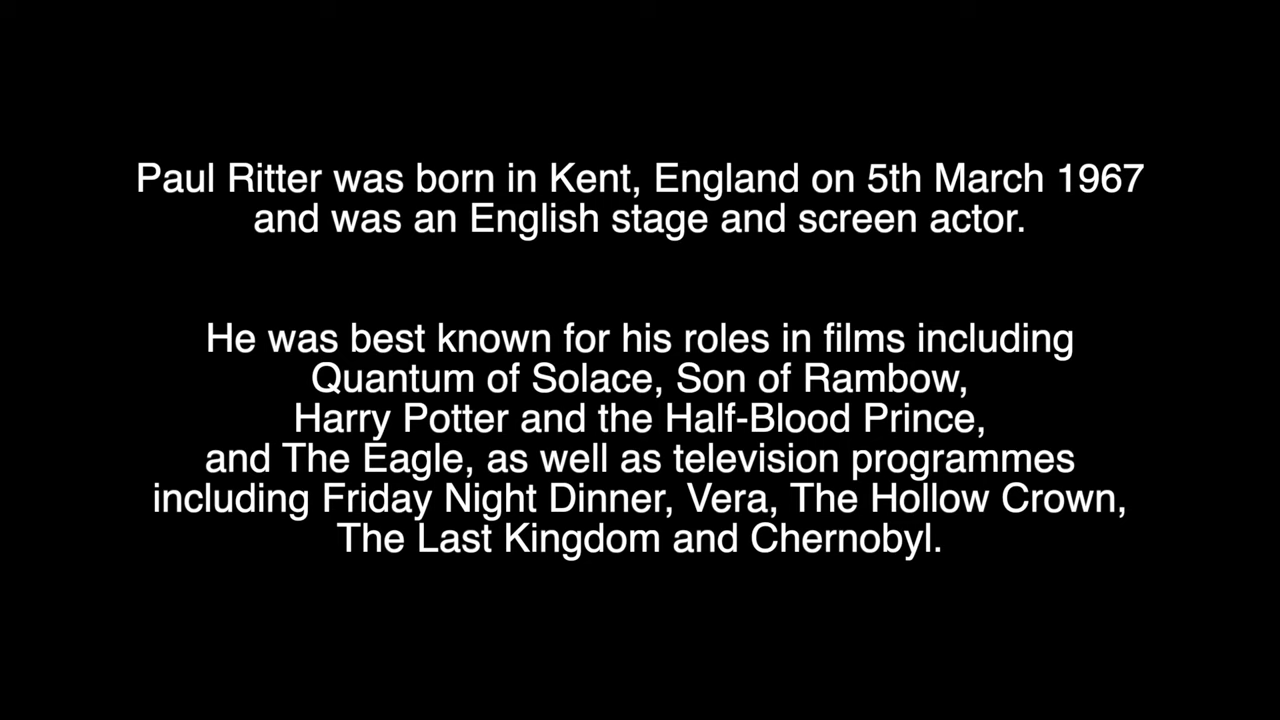 Paul Ritter was born in Kent, England on 5th March 1967
and was an English stage and screen actor.
He was best known for his roles in films including
Quantum of Solace, Son of Rambow,
Harry Potter and the Half-Blood Prince,
and The Eagle, as well as television programmes
including Friday Night Dinner, Vera, The Hollow Crown,
The Last Kingdom and Chernobyl.